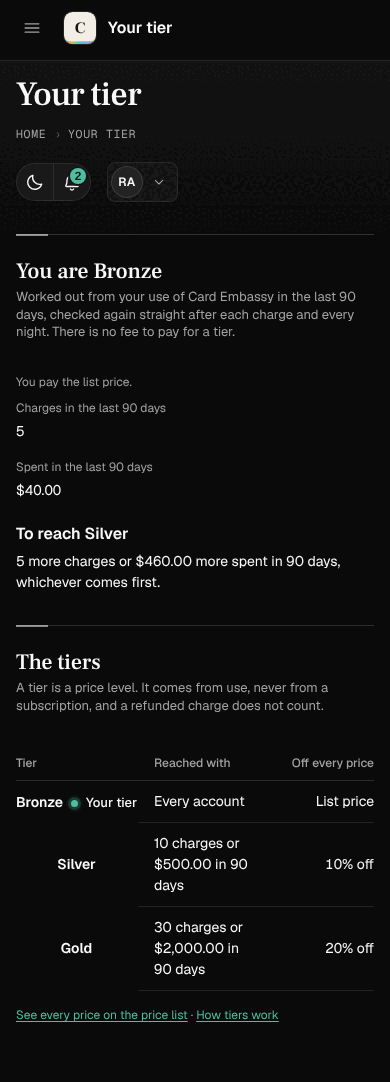 C Your tier
Your tier
HOME › YOUR TIER
2
RA
You are Bronze
Worked out from your use of Card Embassy in the last 90
days, checked again straight after each charge and every
night. There is no fee to pay for a tier.
You pay the list price.
Charges in the last 90 days
5
Spent in the last 90 days
$40.00
To reach Silver
5 more charges or $460.00 more spent in 90 days,
whichever comes first.
The tiers
A tier is a price level. It comes from use, never from a
subscription, and a refunded charge does not count.
Tier Reached with Off every price
Bronze Your tier Every account List price
10 charges or
Silver $500.00 in 90 10% off
days
30 charges or
Gold $2,000.00 in 20% off
90 days
See every price on the price list · How tiers work